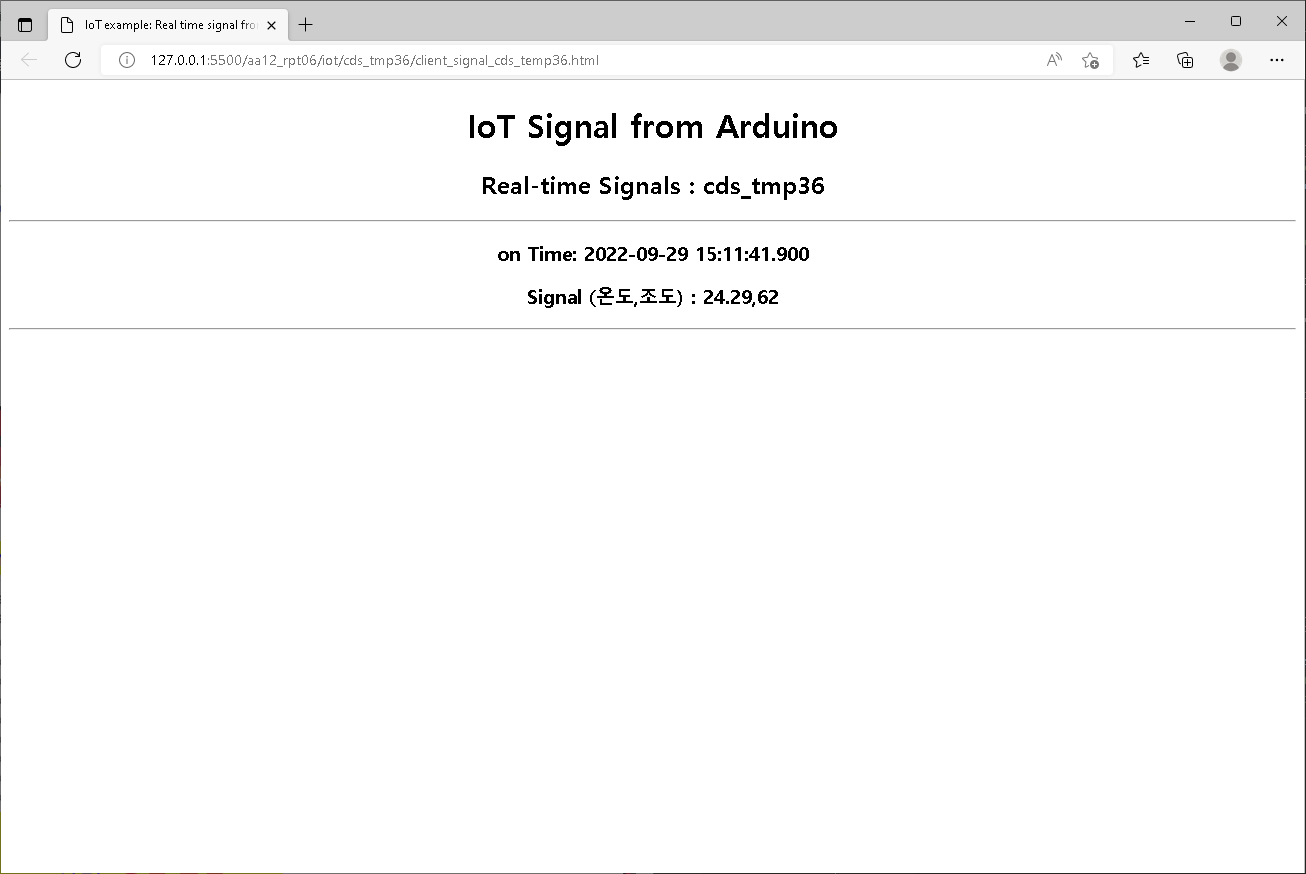 IoT example: Real time signal fro
127.0.0.1:5500/aa12_rpt06/iot/cds_tmp36/client_signal_cds_temp36.html
IoT Signal from Arduino
Real-time Signals : cds_tmp36
on Time: 2022-09-29 15:11:41.900
Signal (온도,조도) : 24.29,62